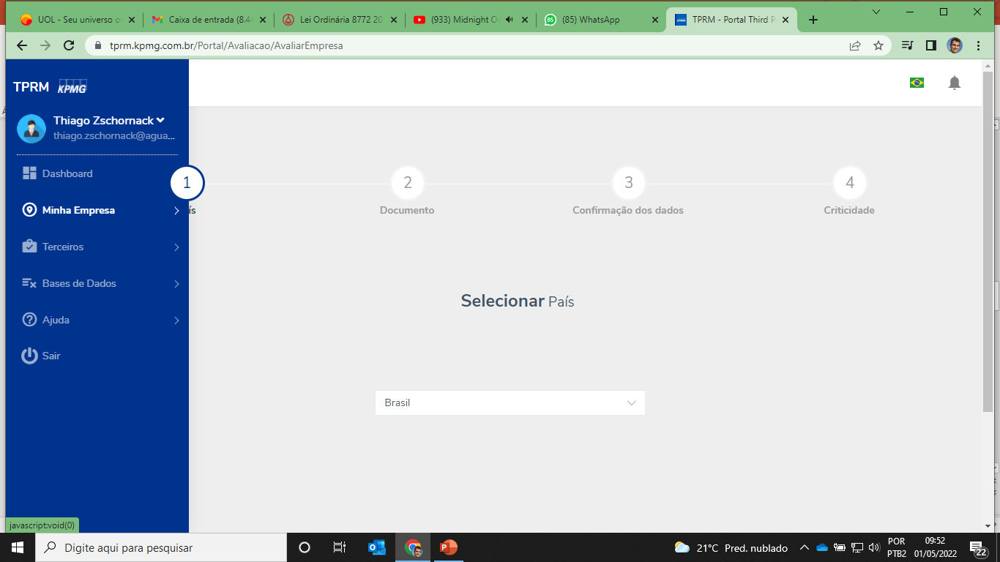 UOL - Seu universo o
Caixa de entrada (8.4
Lei Ordinária 8772 20
(933) Midnight O
(85) WhatsApp
TPRM - Portal Third P
tprm.kpmg.com.br/Portal/Avaliacao/AvaliarEmpresa
TPRM KPMG
Thiago Zschornack
thiago.zschornack@agua...
Dashboard
Minha Empresa
Terceiros
Bases de Dados
Ajuda
Sair
1
ís
2
Documento
3
Confirmação dos dados
4
Criticidade
Selecionar País
Brasil
javascript:void(0)
Digite aqui para pesquisar
21°C Pred. nublado
POR
PTB2
09:52
01/05/2022
22